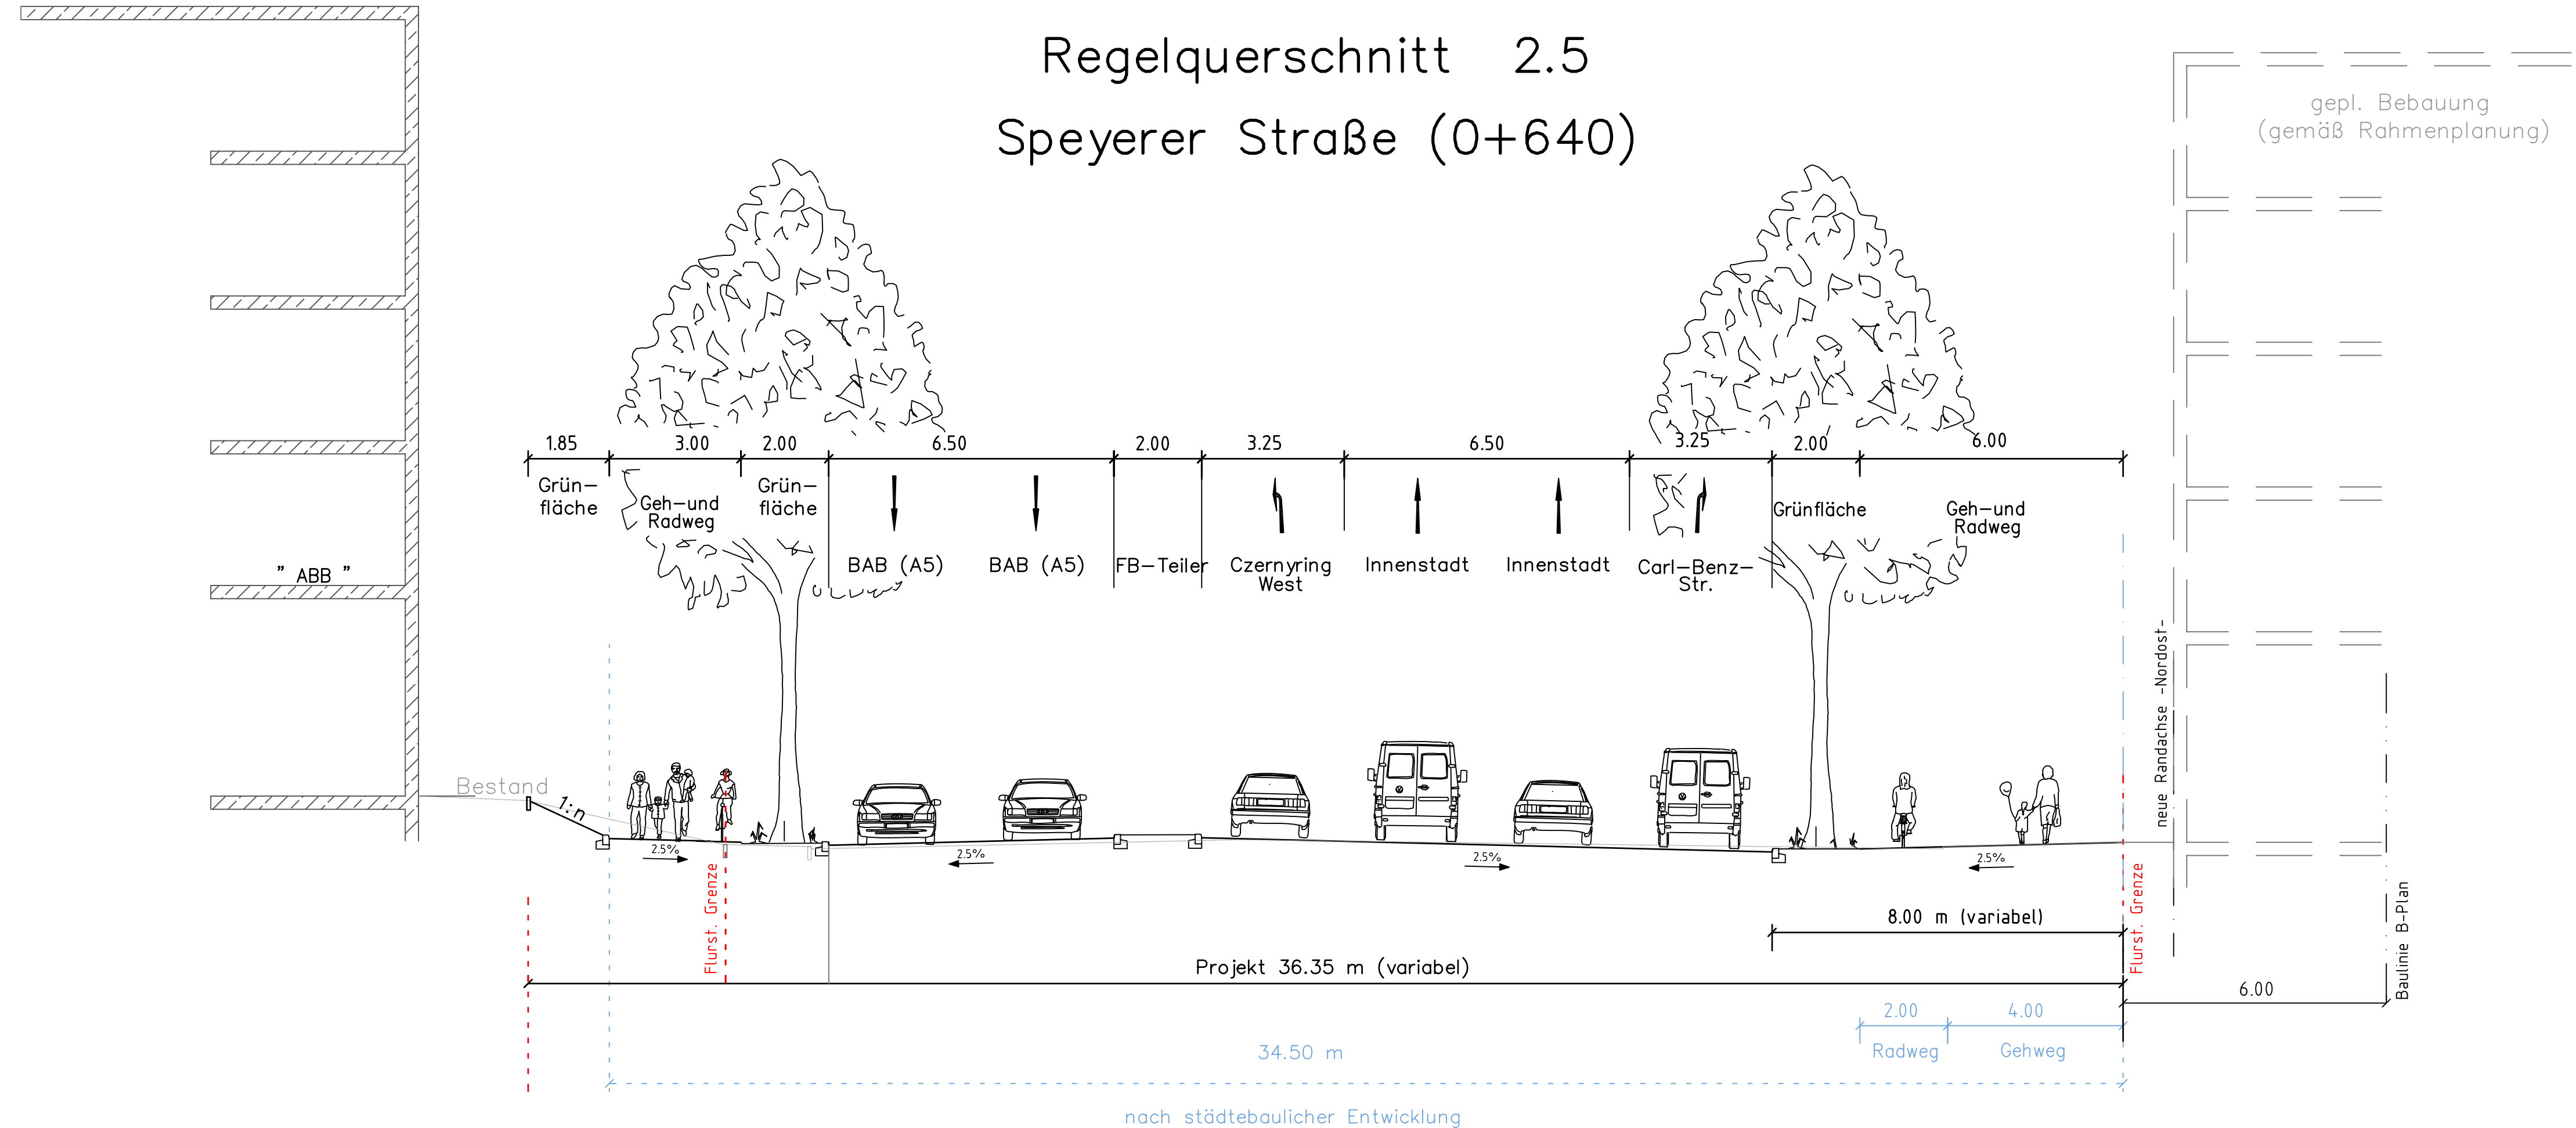 Regelquerschnitt 2.5
Speyerer Straße (0+640)
gepl. Bebauung
(gemäß Rahmenplanung)
1.85
3.00
2.00
6.50
2.00
3.25
6.50
3.25
2.00
6.00
Grün-
fläche
Geh-und
Radweg
Grün-
fläche
BAB (A5)
BAB (A5)
FB-Teiler
Czernyring
West
Innenstadt
Innenstadt
Carl-Benz-
Str.
Grünfläche
Geh-und
Radweg
" ABB "
Bestand
1:n
2.5%
2.5%
2.5%
2.5%
Flurst. Grenze
Flurst. Grenze
neue Randachse -Nordost-
Baulinie B-Plan
8.00 m (variabel)
Projekt 36.35 m (variabel)
6.00
2.00
4.00
Radweg
Gehweg
34.50 m
nach städtebaulicher Entwicklung